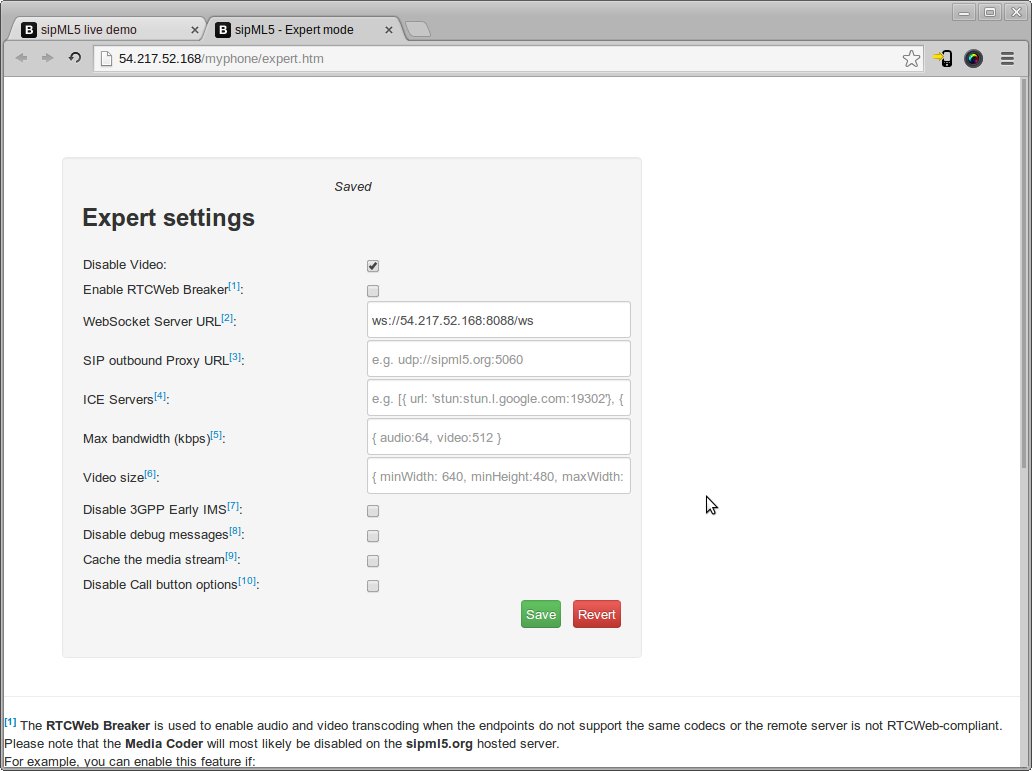 sipML5 live demo
sipML5 - Expert mode
54.217.52.168/myphone/expert.htm
Saved
Expert settings
Disable Video:
Enable RTCWeb Breaker[1]:
WebSocket Server URL[2]: ws://54.217.52.168:8088/ws
SIP outbound Proxy URL[3]: e.g. udp://sipml5.org:5060
ICE Servers[4]: e.g. [{ url: 'stun:stun.l.google.com:19302'}, {
Max bandwidth (kbps)[5]: { audio:64, video:512 }
Video size[6]: { minWidth: 640, minHeight:480, maxWidth:
Disable 3GPP Early IMS[7]:
Disable debug messages[8]:
Cache the media stream[9]:
Disable Call button options[10]:
Save Revert
[1] The RTCWeb Breaker is used to enable audio and video transcoding when the endpoints do not support the same codecs or the remote server is not RTCWeb-compliant.
Please note that the Media Coder will most likely be disabled on the sipml5.org hosted server.
For example, you can enable this feature if: